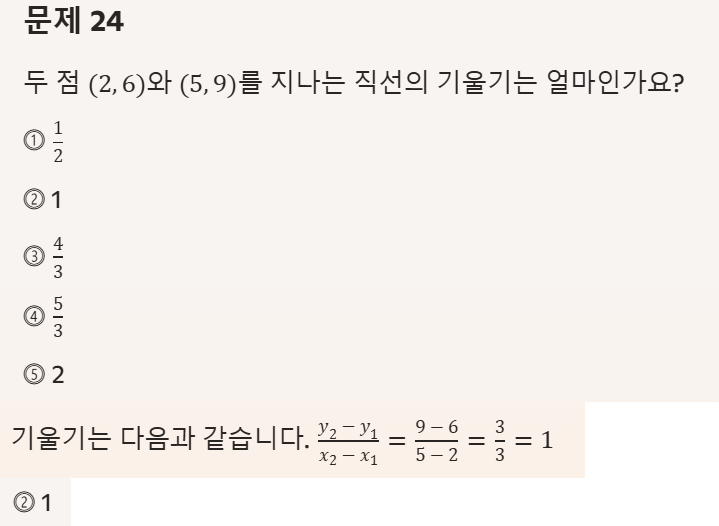 문제 24
두 점 (2, 6)와 (5, 9)를 지나는 직선의 기울기는 얼마인가요?
① 1/2
② 1
③ 4/3
④ 5/3
⑤ 2
기울기는 다음과 같습니다. (y₂ − y₁)/(x₂ − x₁) = (9 − 6)/(5 − 2) = 3/3 = 1
② 1